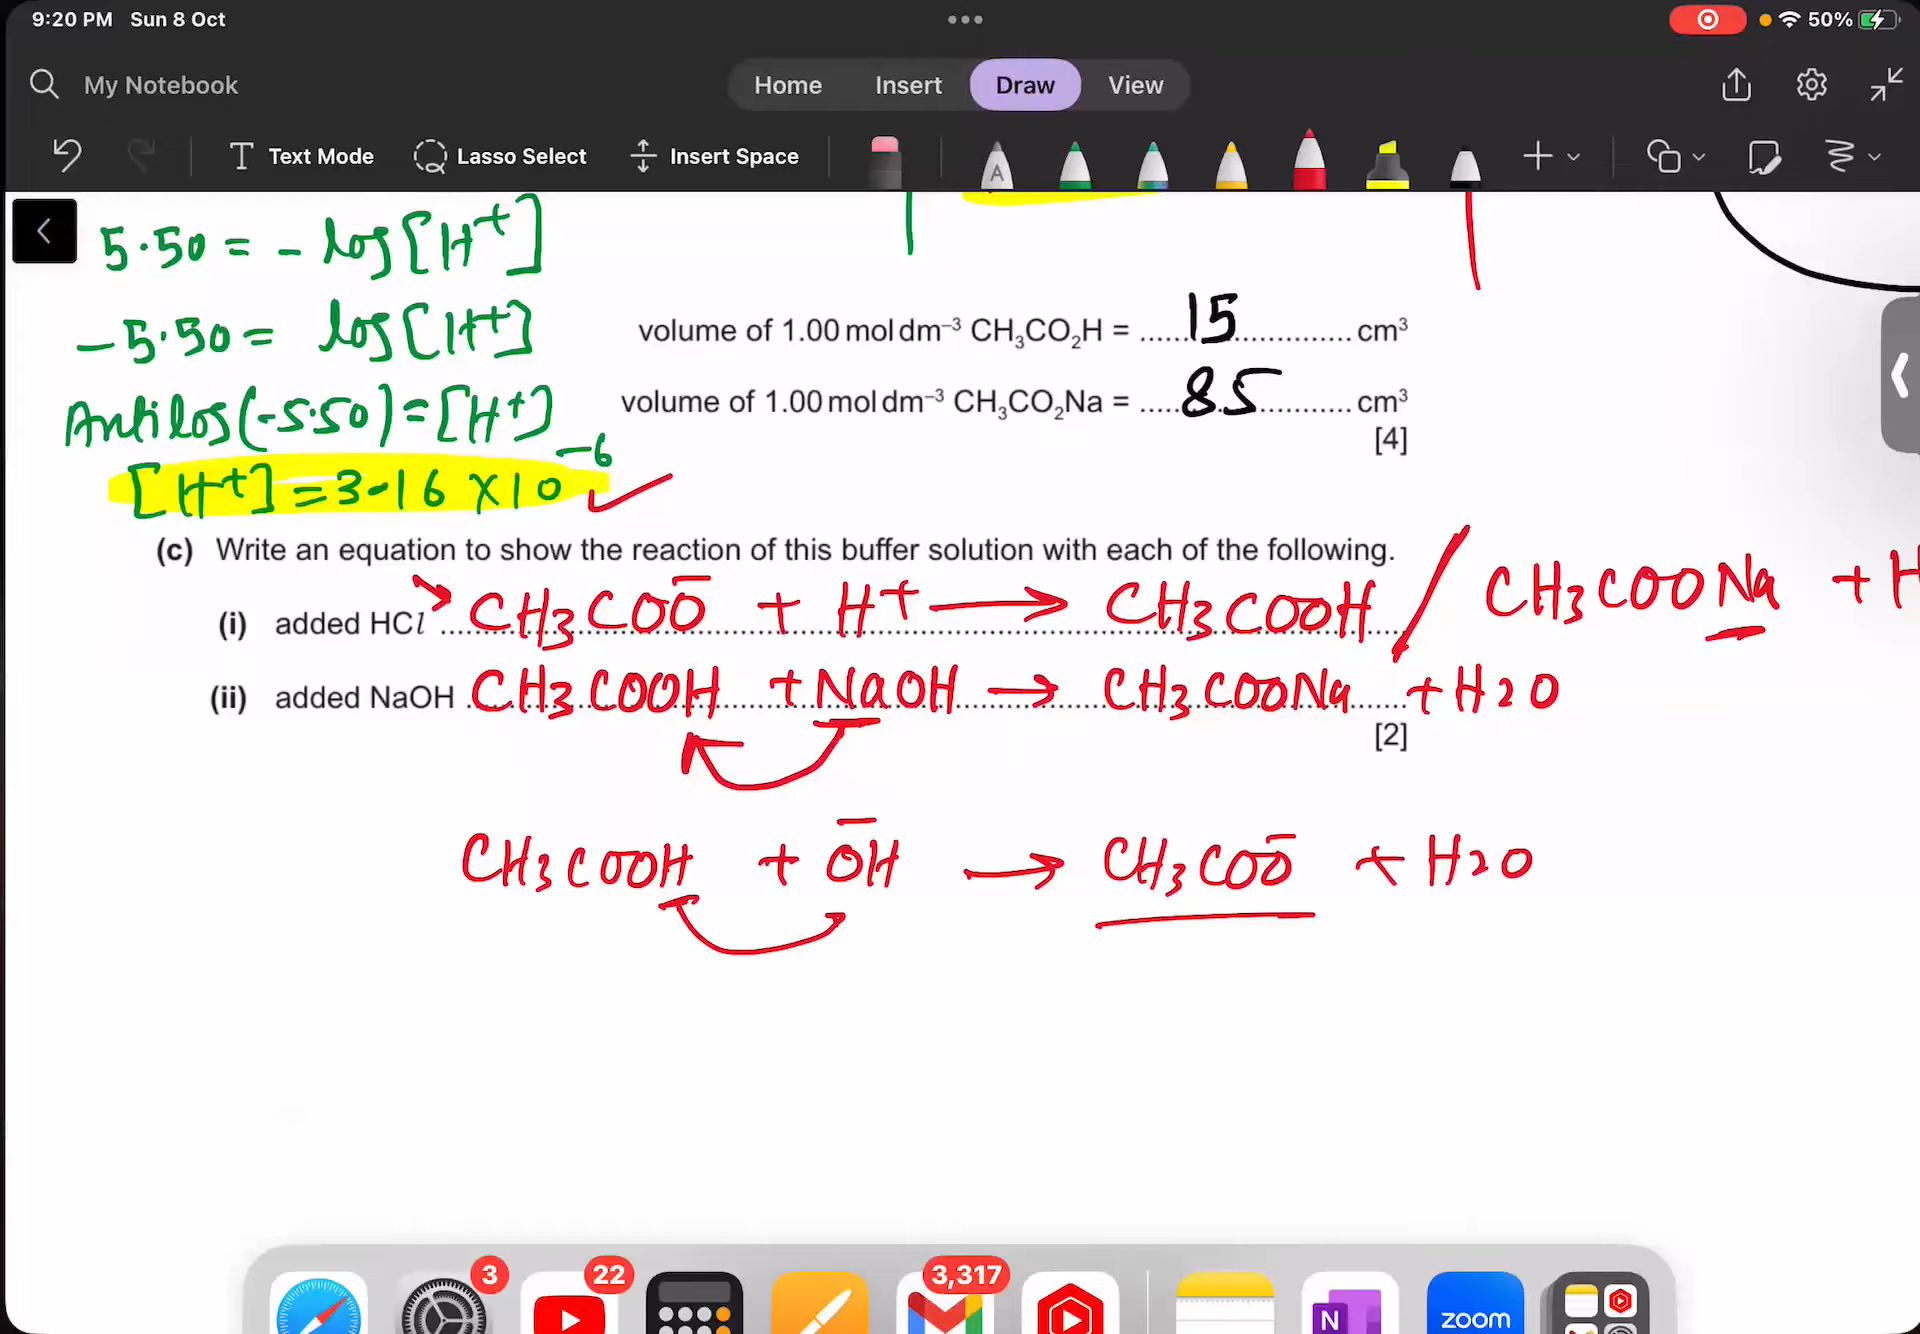 9:20 PM Sun 8 Oct
50%
My Notebook
Home Insert Draw View
Text Mode Lasso Select Insert Space
A
5.50 = - log[H⁺]
-5.50 = log[H⁺]
Antilog(-5.50) = [H⁺]
[H⁺] = 3.16 x 10⁻⁶
volume of 1.00 mol dm⁻³ CH₃CO₂H = ....15.... cm³
volume of 1.00 mol dm⁻³ CH₃CO₂Na = ....85.... cm³
[4]
(c) Write an equation to show the reaction of this buffer solution with each of the following.
(i) added HCl CH₃COO⁻ + H⁺ → CH₃COOH / CH₃COONa + H
(ii) added NaOH CH₃COOH + NaOH → CH₃COONa + H₂O
[2]
CH₃COOH + OH⁻ → CH₃COO⁻ + H₂O
3 22 3,317
N
zoom